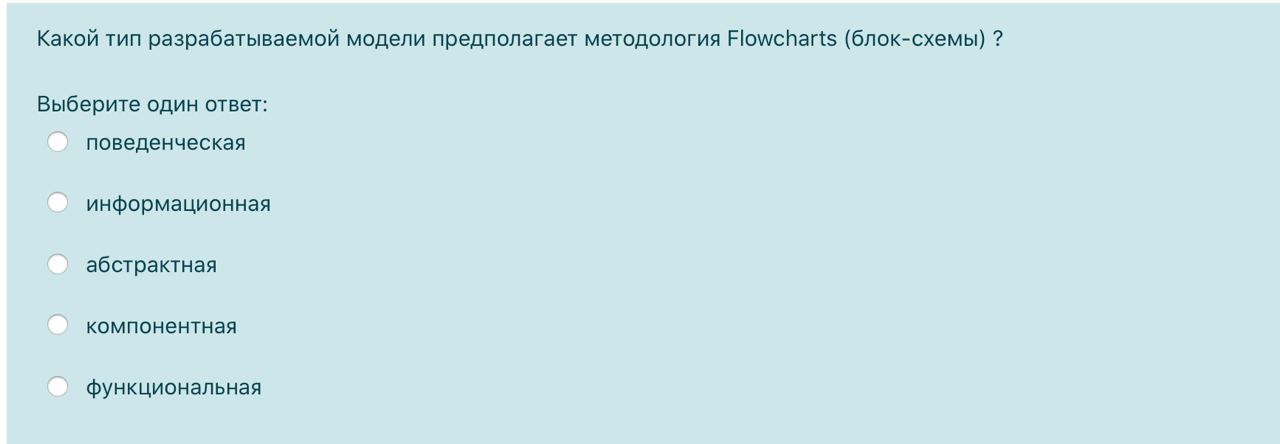 Какой тип разрабатываемой модели предполагает методология Flowcharts (блок-схемы) ?
Выберите один ответ:
поведенческая
информационная
абстрактная
компонентная
функциональная